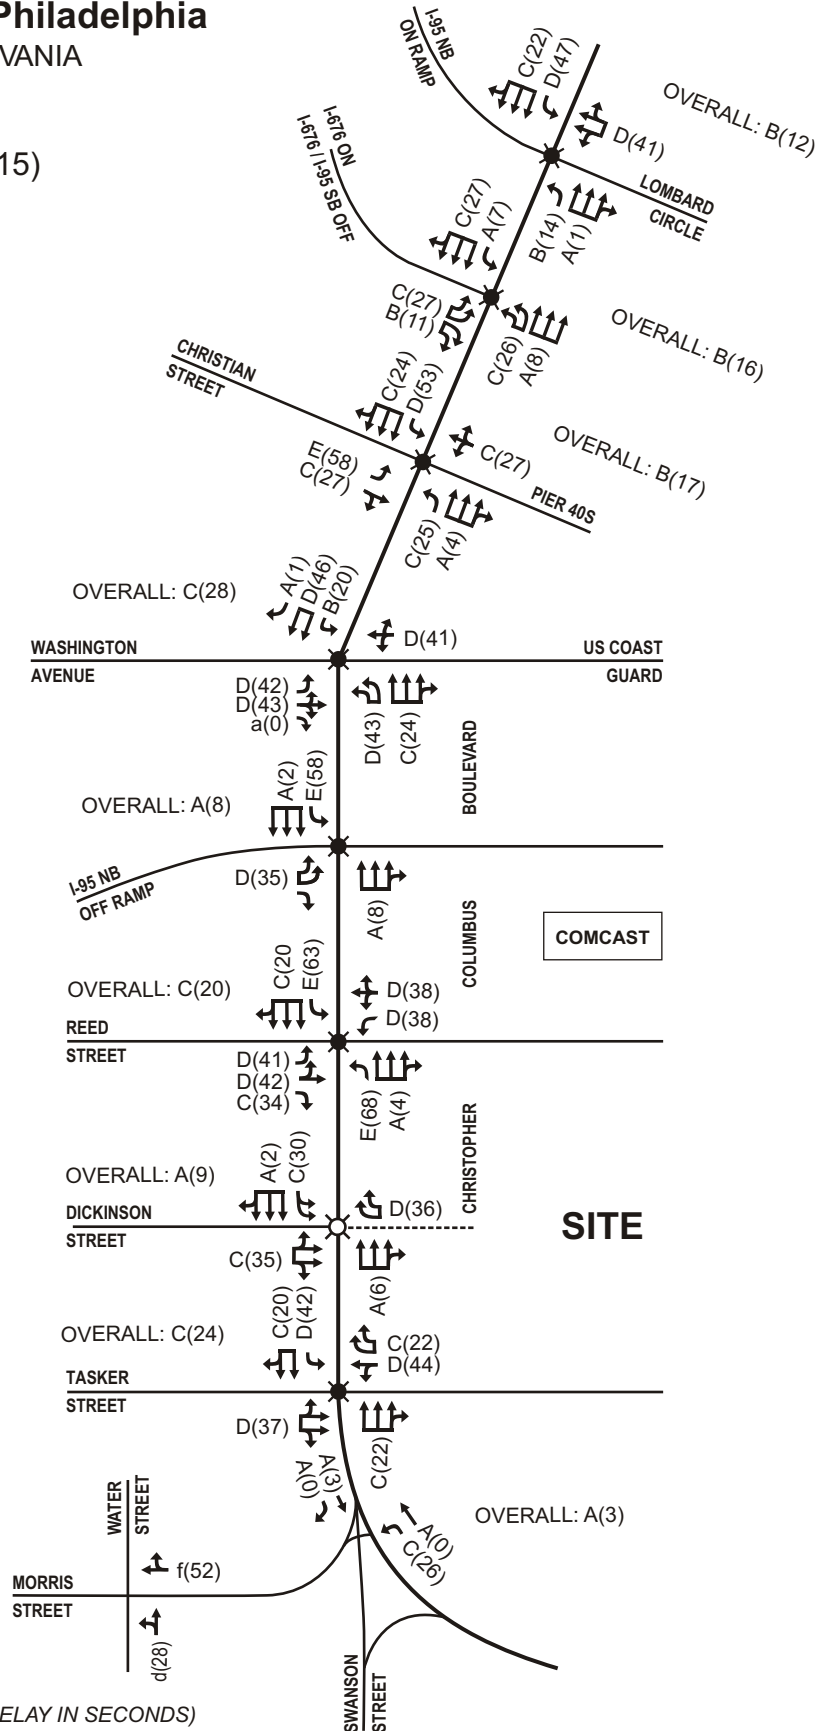 Philadelphia
VANIA
15)
I-95 NB
ON RAMP
C(22)
D(47)
D(41)
OVERALL: B(12)
LOMBARD
CIRCLE
B(14)
A(1)
I-676 ON
I-676 / I-95 SB OFF
C(27)
A(7)
C(27)
B(11)
C(26)
A(8)
OVERALL: B(16)
CHRISTIAN
STREET
C(24)
D(53)
E(58)
C(27)
C(27)
OVERALL: B(17)
PIER 40S
C(25)
A(4)
OVERALL: C(28)
A(1)
D(46)
B(20)
D(41)
WASHINGTON
AVENUE
US COAST
GUARD
D(42)
D(43)
a(0)
D(43)
C(24)
BOULEVARD
OVERALL: A(8)
A(2)
E(58)
I-95 NB
OFF RAMP
D(35)
A(8)
COLUMBUS
COMCAST
OVERALL: C(20)
C(20
E(63)
D(38)
D(38)
REED
STREET
D(41)
D(42)
C(34)
E(68)
A(4)
CHRISTOPHER
OVERALL: A(9)
A(2)
C(30)
D(36)
DICKINSON
STREET
SITE
C(35)
A(6)
OVERALL: C(24)
C(20)
D(42)
C(22)
D(44)
TASKER
STREET
D(37)
C(22)
A(0)
A(3)
OVERALL: A(3)
A(0)
C(26)
WATER
STREET
f(52)
MORRIS
STREET
d(28)
SWANSON
STREET
ELAY IN SECONDS)